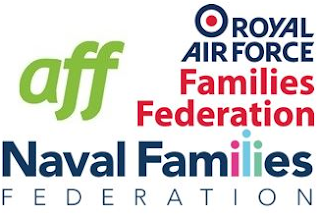 aff
ROYAL
AIR FORCE
Families
Federation
Naval Families
FEDERATION